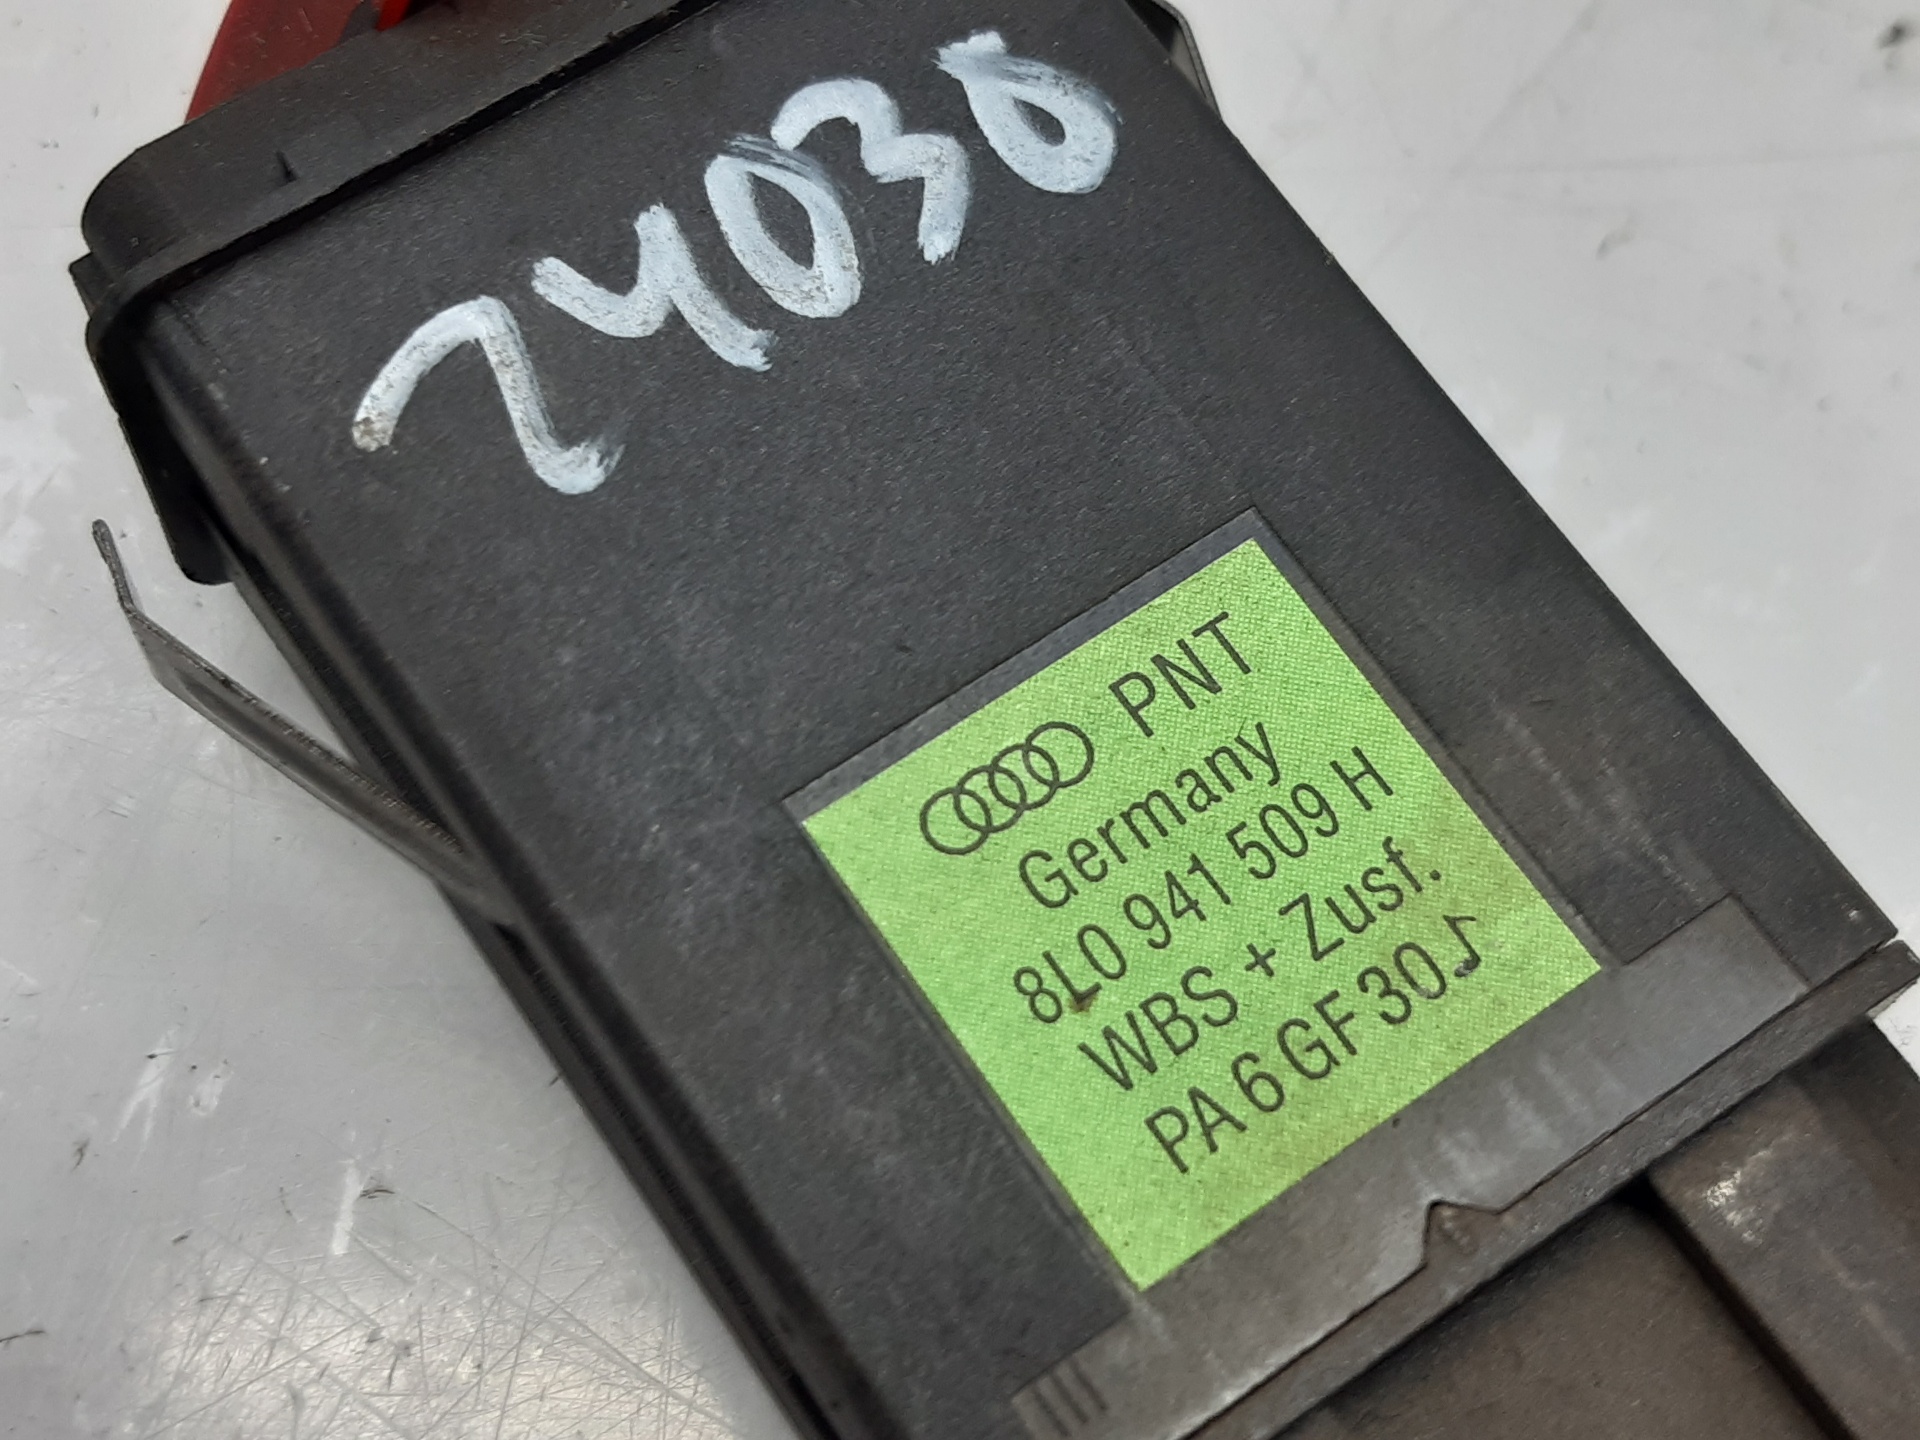 24030
PNT
Germany
8L0 941 509 H
WBS + Zusf.
PA 6 GF 30♪